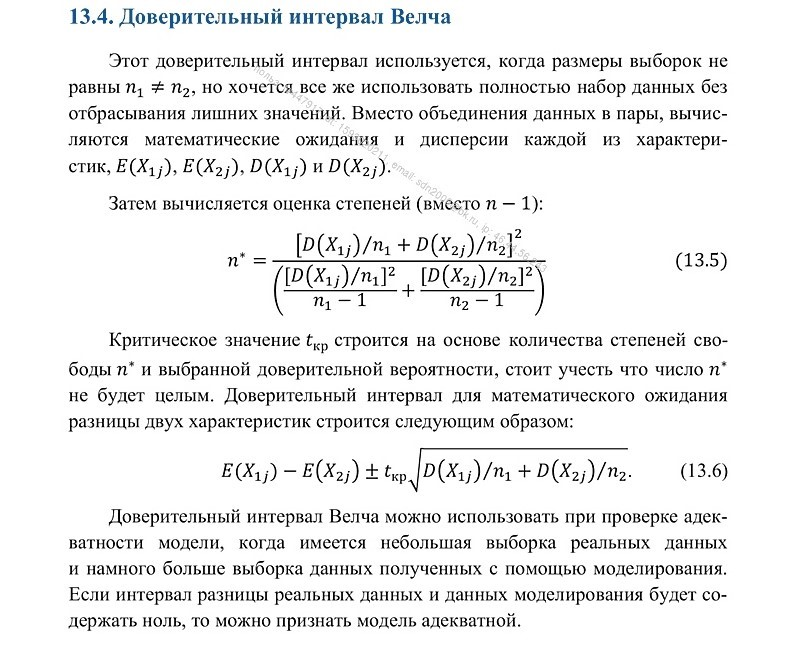 13.4. Доверительный интервал Велча
Этот доверительный интервал используется, когда размеры выборок не
равны n₁ ≠ n₂, но хочется все же использовать полностью набор данных без
отбрасывания лишних значений. Вместо объединения данных в пары, вычис-
ляются математические ожидания и дисперсии каждой из характери-
стик, E(X₁ⱼ), E(X₂ⱼ), D(X₁ⱼ) и D(X₂ⱼ).
Затем вычисляется оценка степеней (вместо n − 1):
n* = [D(X₁ⱼ)/n₁ + D(X₂ⱼ)/n₂]² / ([D(X₁ⱼ)/n₁]² / (n₁ − 1) + [D(X₂ⱼ)/n₂]² / (n₂ − 1)) (13.5)
Критическое значение tкр строится на основе количества степеней сво-
боды n* и выбранной доверительной вероятности, стоит учесть что число n*
не будет целым. Доверительный интервал для математического ожидания
разницы двух характеристик строится следующим образом:
E(X₁ⱼ) − E(X₂ⱼ) ± tкр√(D(X₁ⱼ)/n₁ + D(X₂ⱼ)/n₂). (13.6)
Доверительный интервал Велча можно использовать при проверке адек-
ватности модели, когда имеется небольшая выборка реальных данных
и намного больше выборка данных полученных с помощью моделирования.
Если интервал разницы реальных данных и данных моделирования будет со-
держать ноль, то можно признать модель адекватной.